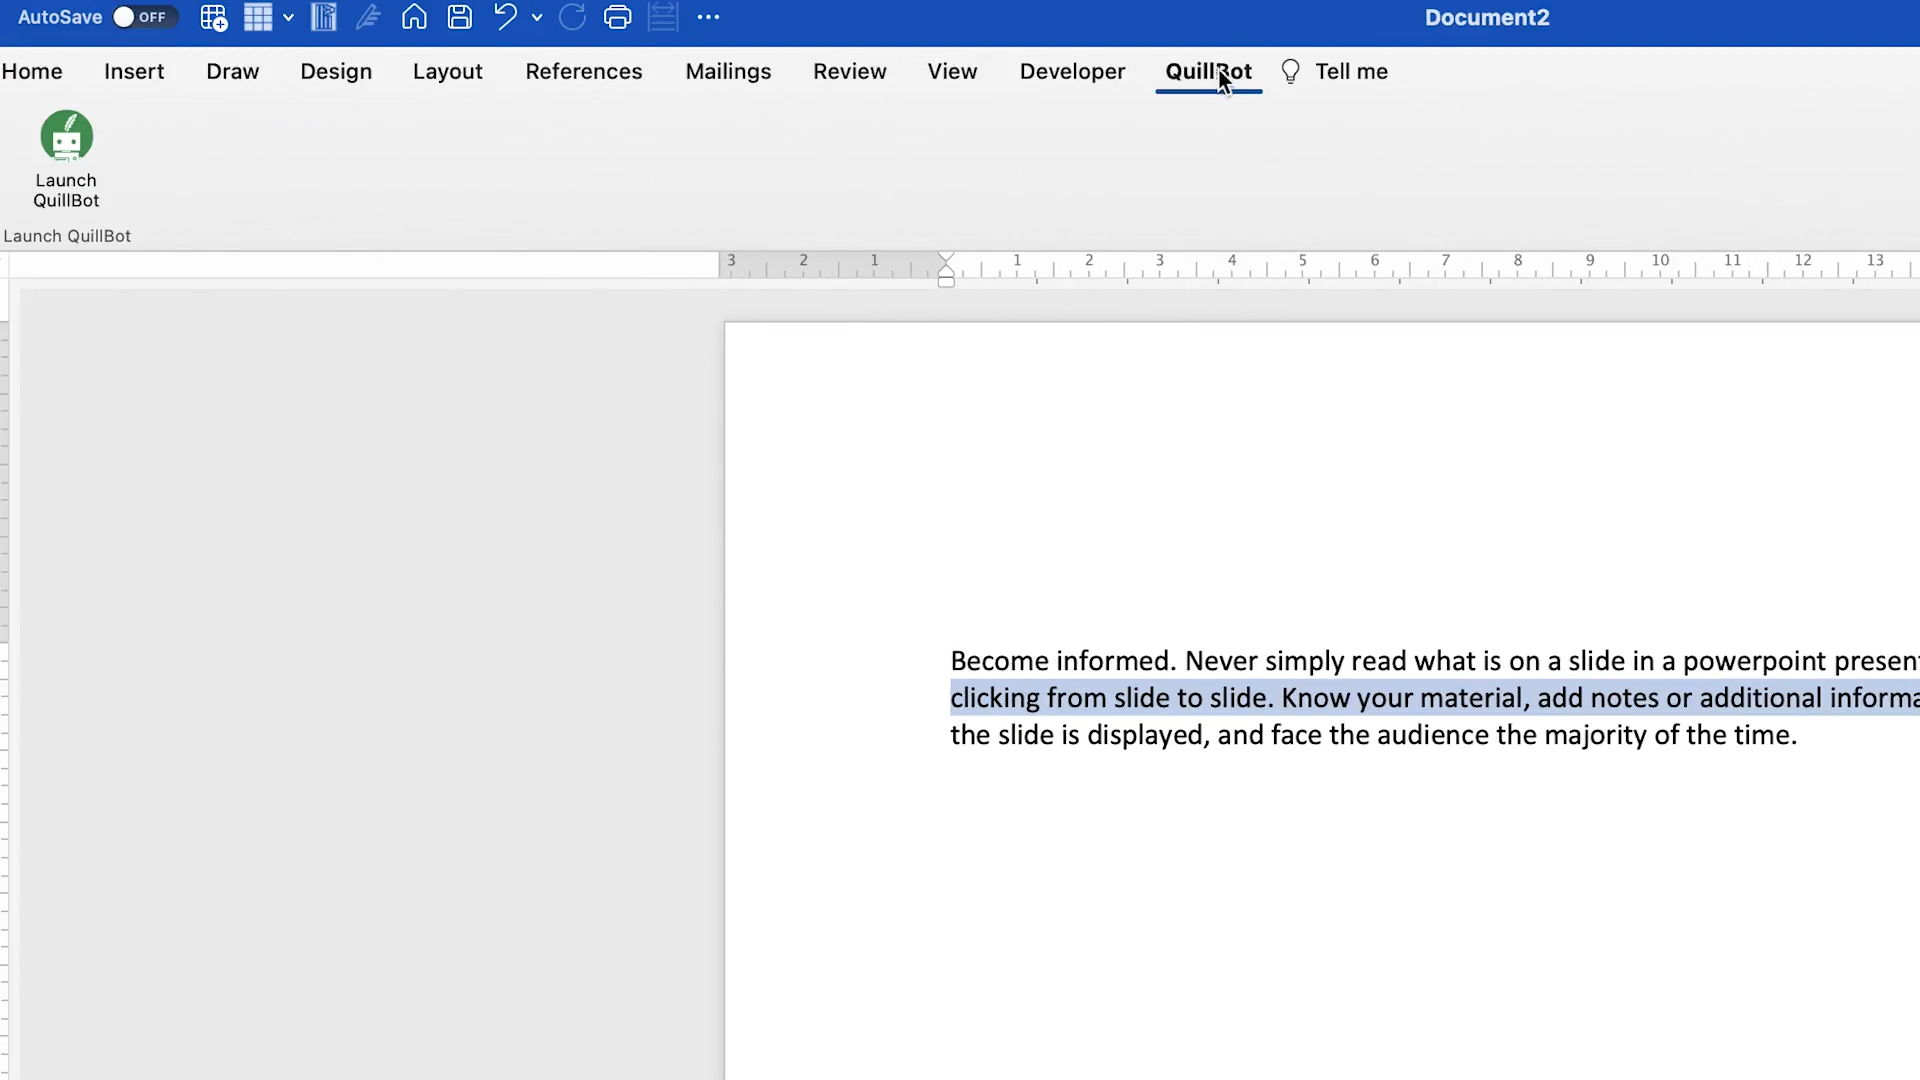 AutoSave OFF
Document2
Home Insert Draw Design Layout References Mailings Review View Developer QuillBot Tell me
Launch
QuillBot
Launch QuillBot
3 2 1 1 2 3 4 5 6 7 8 9 10 11 12 13
Become informed. Never simply read what is on a slide in a powerpoint present
clicking from slide to slide. Know your material, add notes or additional informa
the slide is displayed, and face the audience the majority of the time.